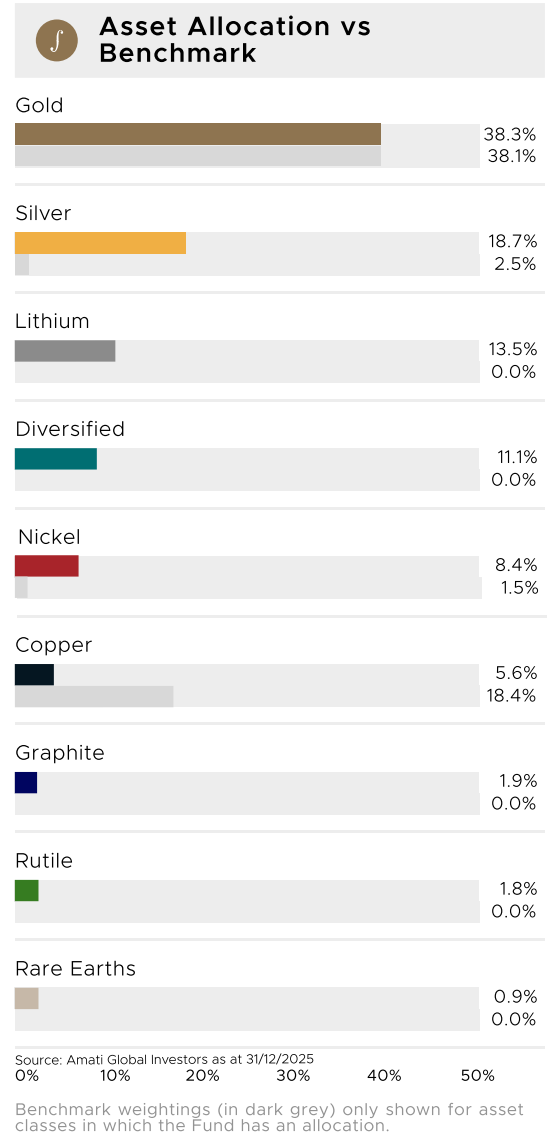 Asset Allocation vs
Benchmark
Gold
38.3%
38.1%
Silver
18.7%
2.5%
Lithium
13.5%
0.0%
Diversified
11.1%
0.0%
Nickel
8.4%
1.5%
Copper
5.6%
18.4%
Graphite
1.9%
0.0%
Rutile
1.8%
0.0%
Rare Earths
0.9%
0.0%
Source: Amati Global Investors as at 31/12/2025
0% 10% 20% 30% 40% 50%
Benchmark weightings (in dark grey) only shown for asset
classes in which the Fund has an allocation.